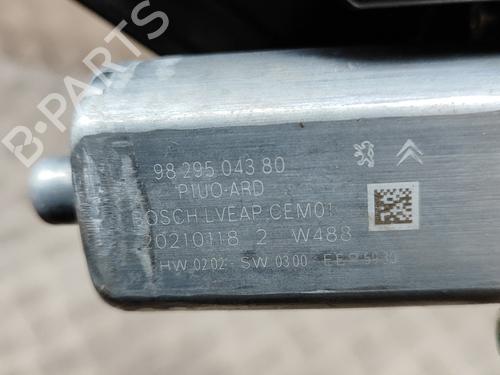 B-PARTS
98 295 043 80
PIUO-ARD
BOSCH LVEAP CEM01
20210118 2 W488
HW 02.02 - SW 03.00